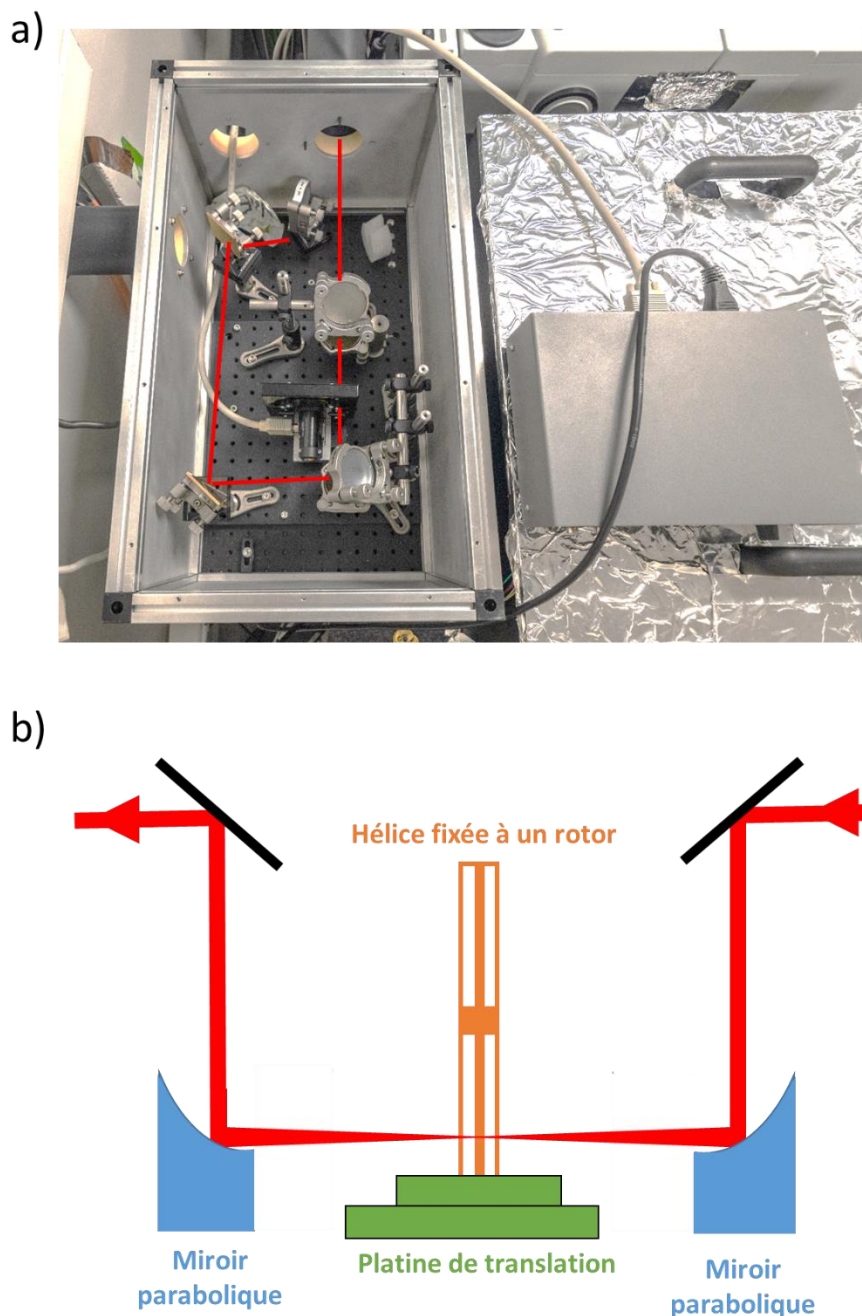 a)
b)
Hélice fixée à un rotor
Miroir
parabolique
Platine de translation
Miroir
parabolique